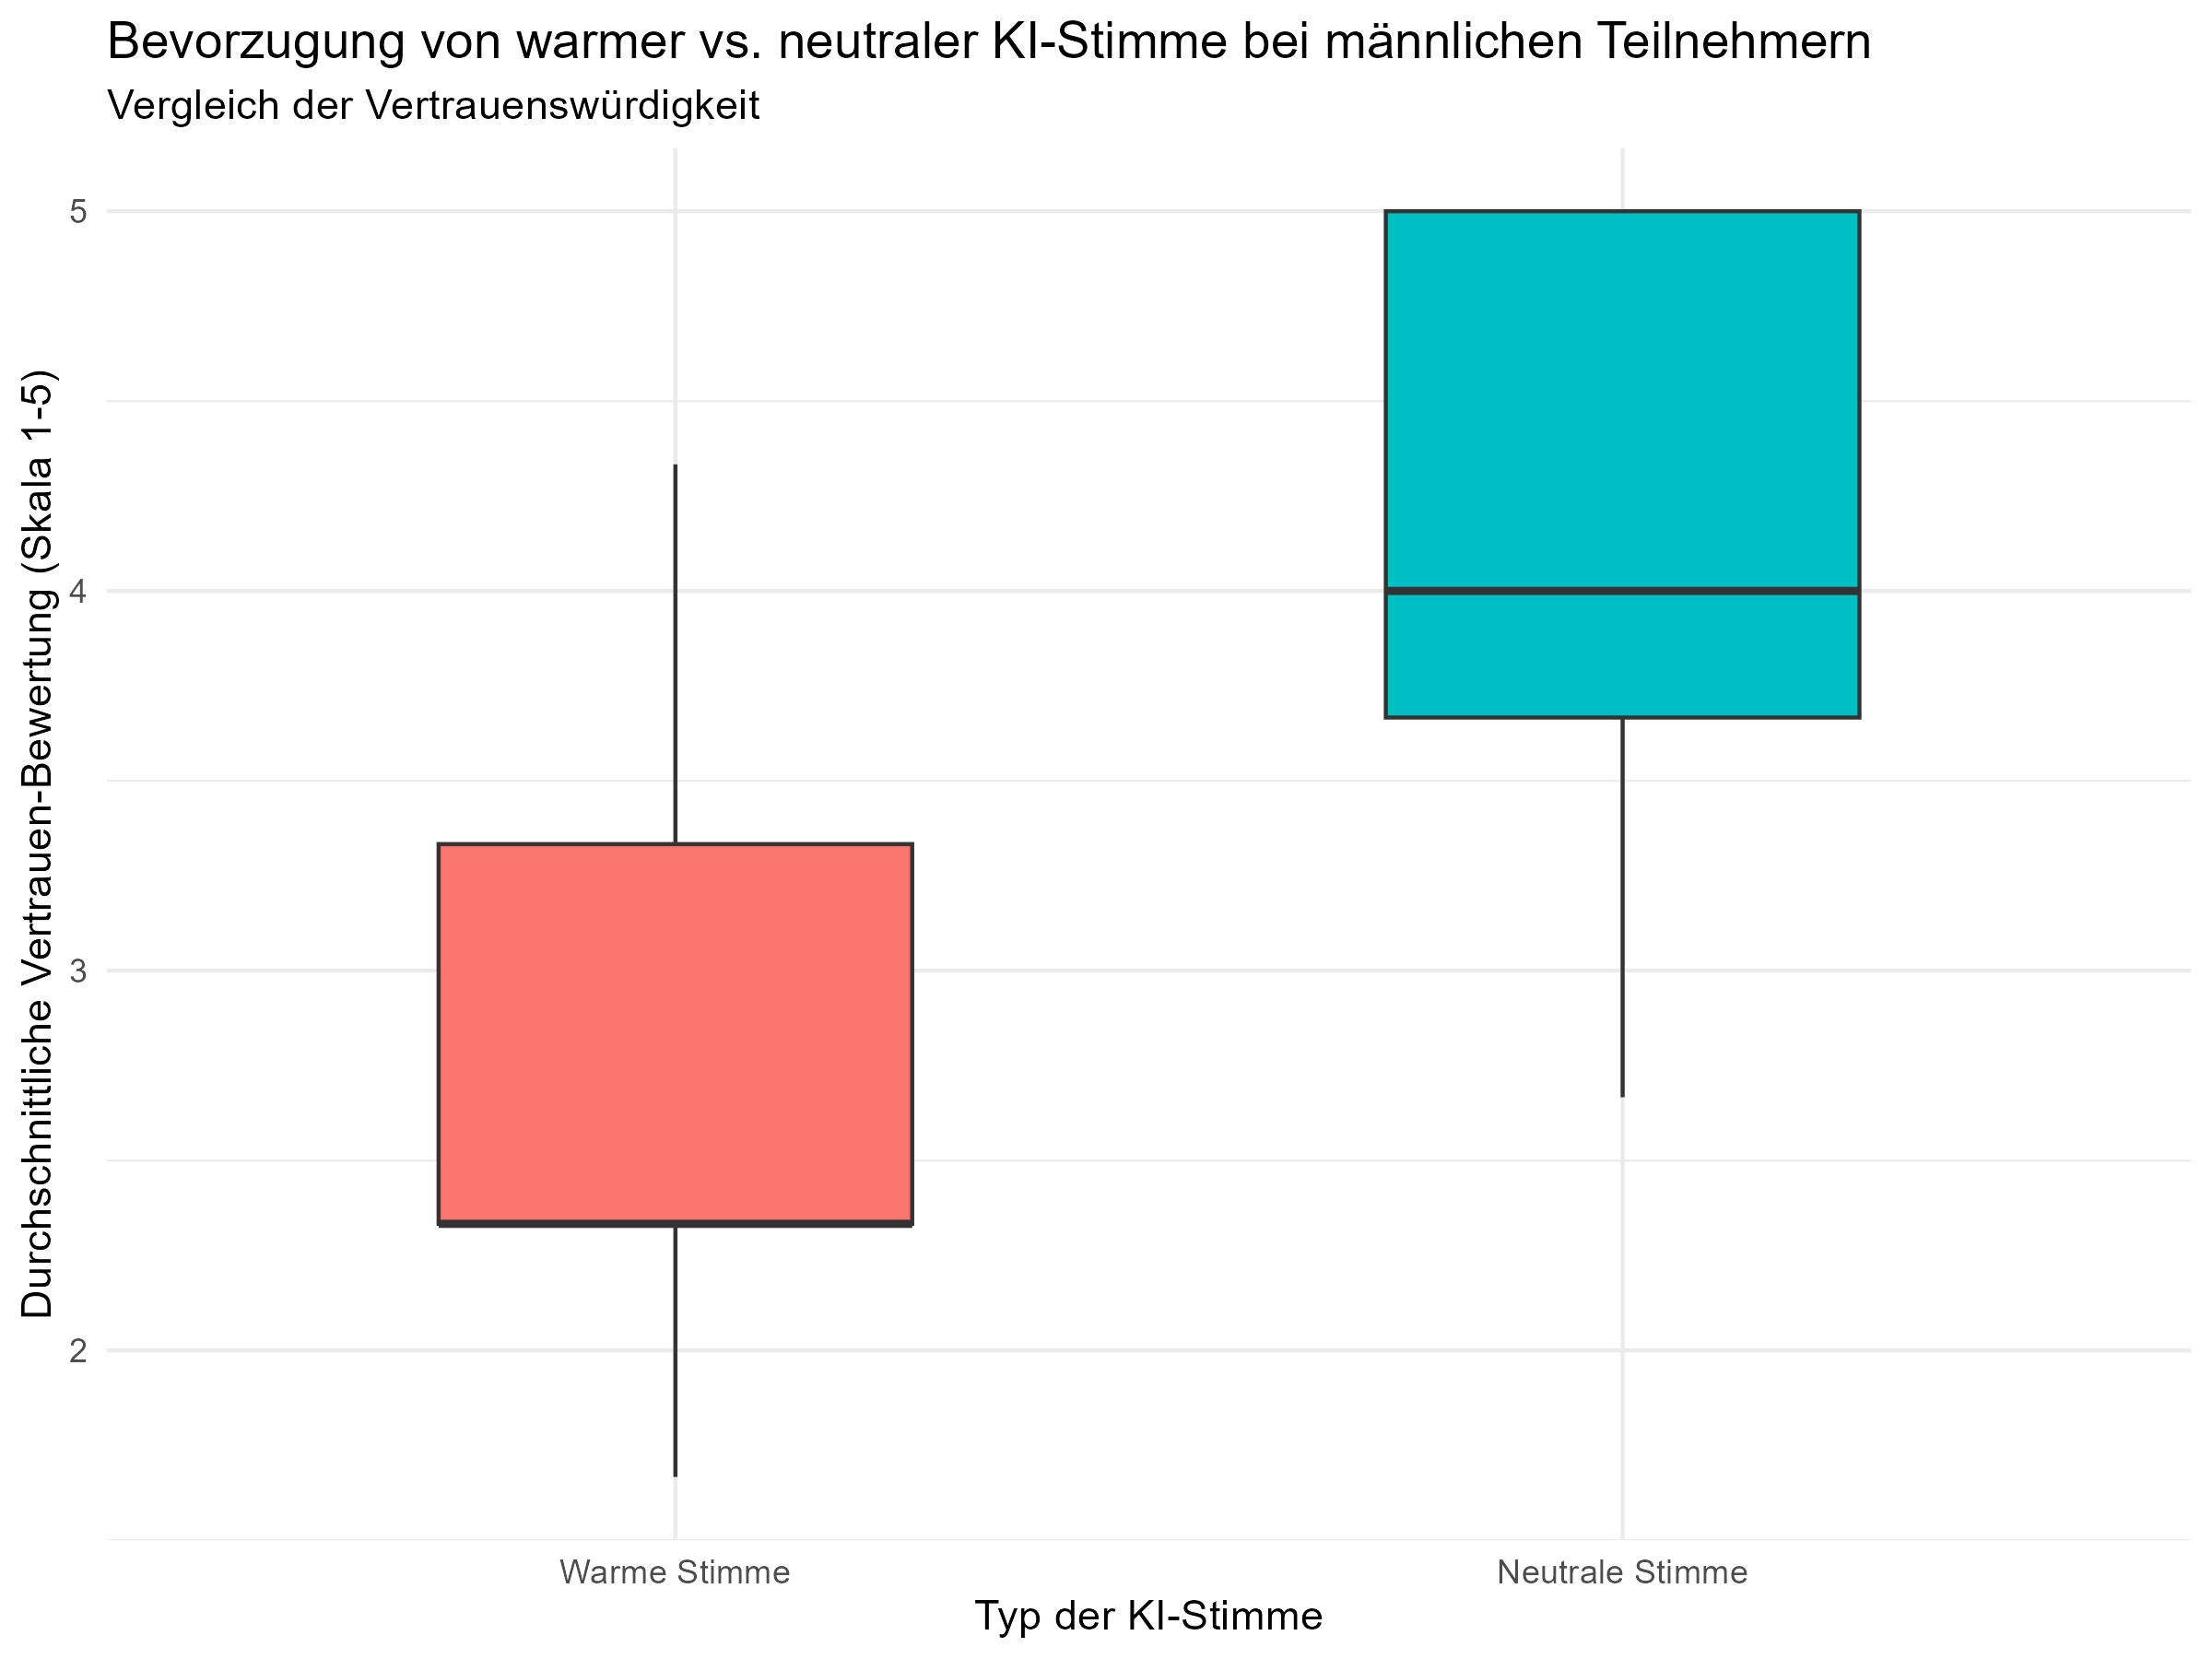 Bevorzugung von warmer vs. neutraler KI-Stimme bei männlichen Teilnehmern
Vergleich der Vertrauenswürdigkeit
Durchschnittliche Vertrauen-Bewertung (Skala 1-5)
5
4
3
2
Warme Stimme
Neutrale Stimme
Typ der KI-Stimme